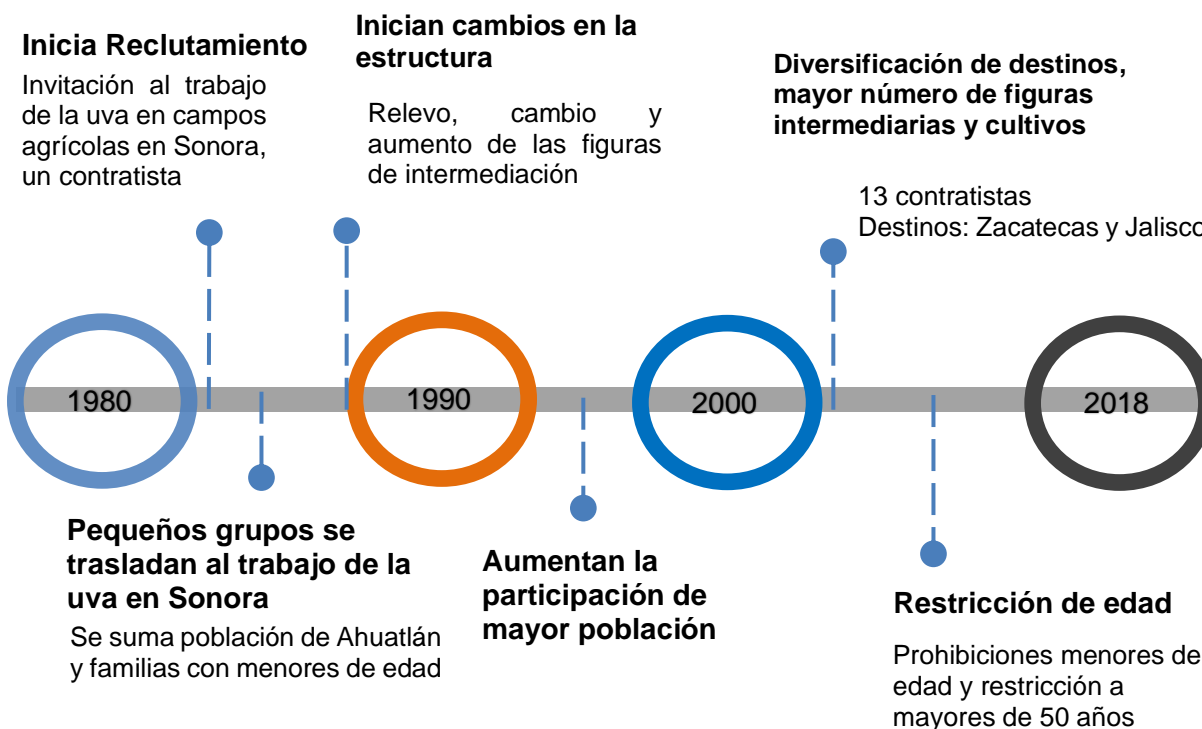 Inicia Reclutamiento
Invitación al trabajo
de la uva en campos
agrícolas en Sonora,
un contratista
Inician cambios en la
estructura
Relevo, cambio y
aumento de las figuras
de intermediación
Diversificación de destinos,
mayor número de figuras
intermediarias y cultivos
13 contratistas
Destinos: Zacatecas y Jalisco
1980
1990
2000
2018
Pequeños grupos se
trasladan al trabajo de la
uva en Sonora
Se suma población de Ahuatlán
y familias con menores de edad
Aumentan la
participación de
mayor población
Restricción de edad
Prohibiciones menores de
edad y restricción a
mayores de 50 años